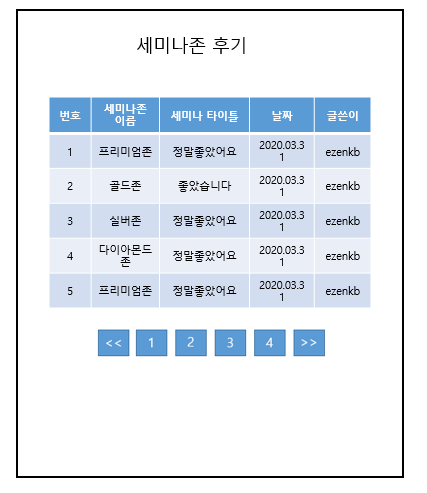 세미나존 후기
번호 세미나존 이름 세미나 타이틀 날짜 글쓴이
1 프리미엄존 정말좋았어요 2020.03.31 ezenkb
2 골드존 좋았습니다 2020.03.31 ezenkb
3 실버존 정말좋았어요 2020.03.31 ezenkb
4 다이아몬드존 정말좋았어요 2020.03.31 ezenkb
5 프리미엄존 정말좋았어요 2020.03.31 ezenkb
<< 1 2 3 4 >>